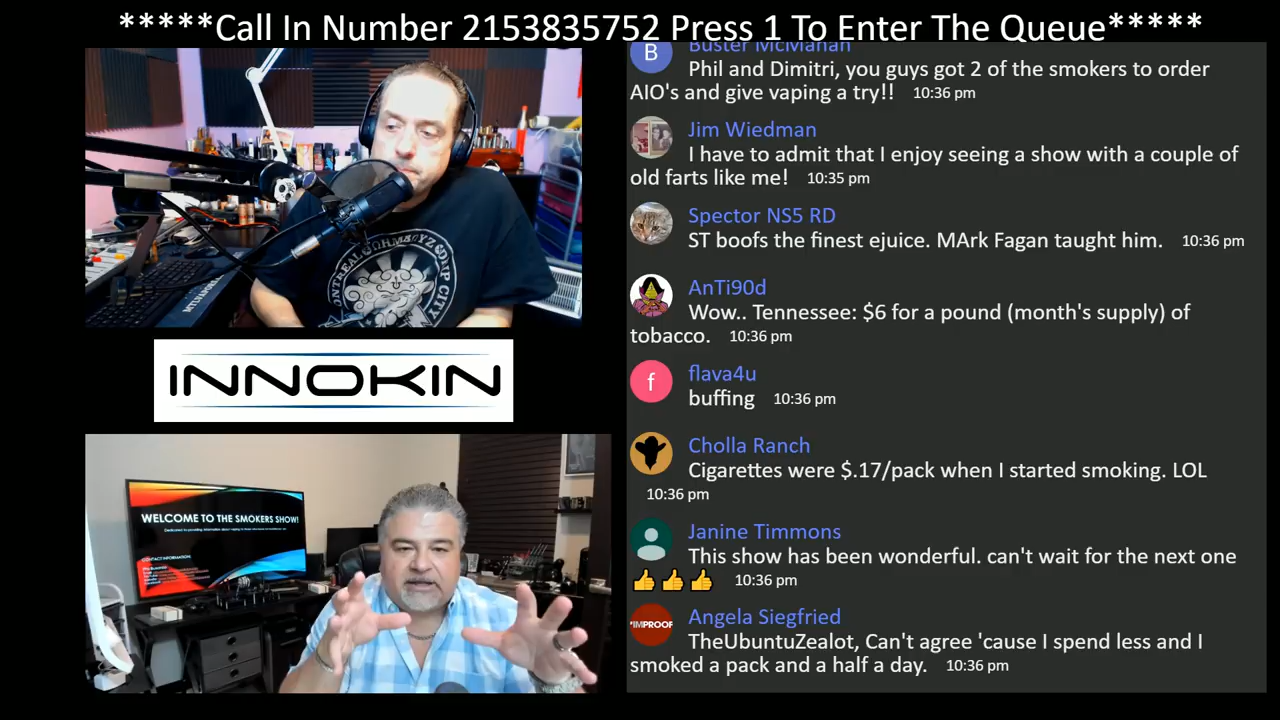 *****Call In Number 2153835752 Press 1 To Enter The Queue*****
B
Buster McManan
Phil and Dimitri, you guys got 2 of the smokers to order
AIO's and give vaping a try!! 10:36 pm
Jim Wiedman
I have to admit that I enjoy seeing a show with a couple of
old farts like me! 10:35 pm
Spector NS5 RD
ST boofs the finest ejuice. MArk Fagan taught him. 10:36 pm
AnTi90d
Wow.. Tennessee: $6 for a pound (month's supply) of
tobacco. 10:36 pm
f
flava4u
buffing 10:36 pm
Cholla Ranch
Cigarettes were $.17/pack when I started smoking. LOL
10:36 pm
Janine Timmons
This show has been wonderful. can't wait for the next one
👍👍👍 10:36 pm
*IMPROOF
Angela Siegfried
TheUbuntuZealot, Can't agree 'cause I spend less and I
smoked a pack and a half a day. 10:36 pm
INNOKIN
WELCOME TO THE SMOKERS SHOW!
CONTACT INFORMATION: